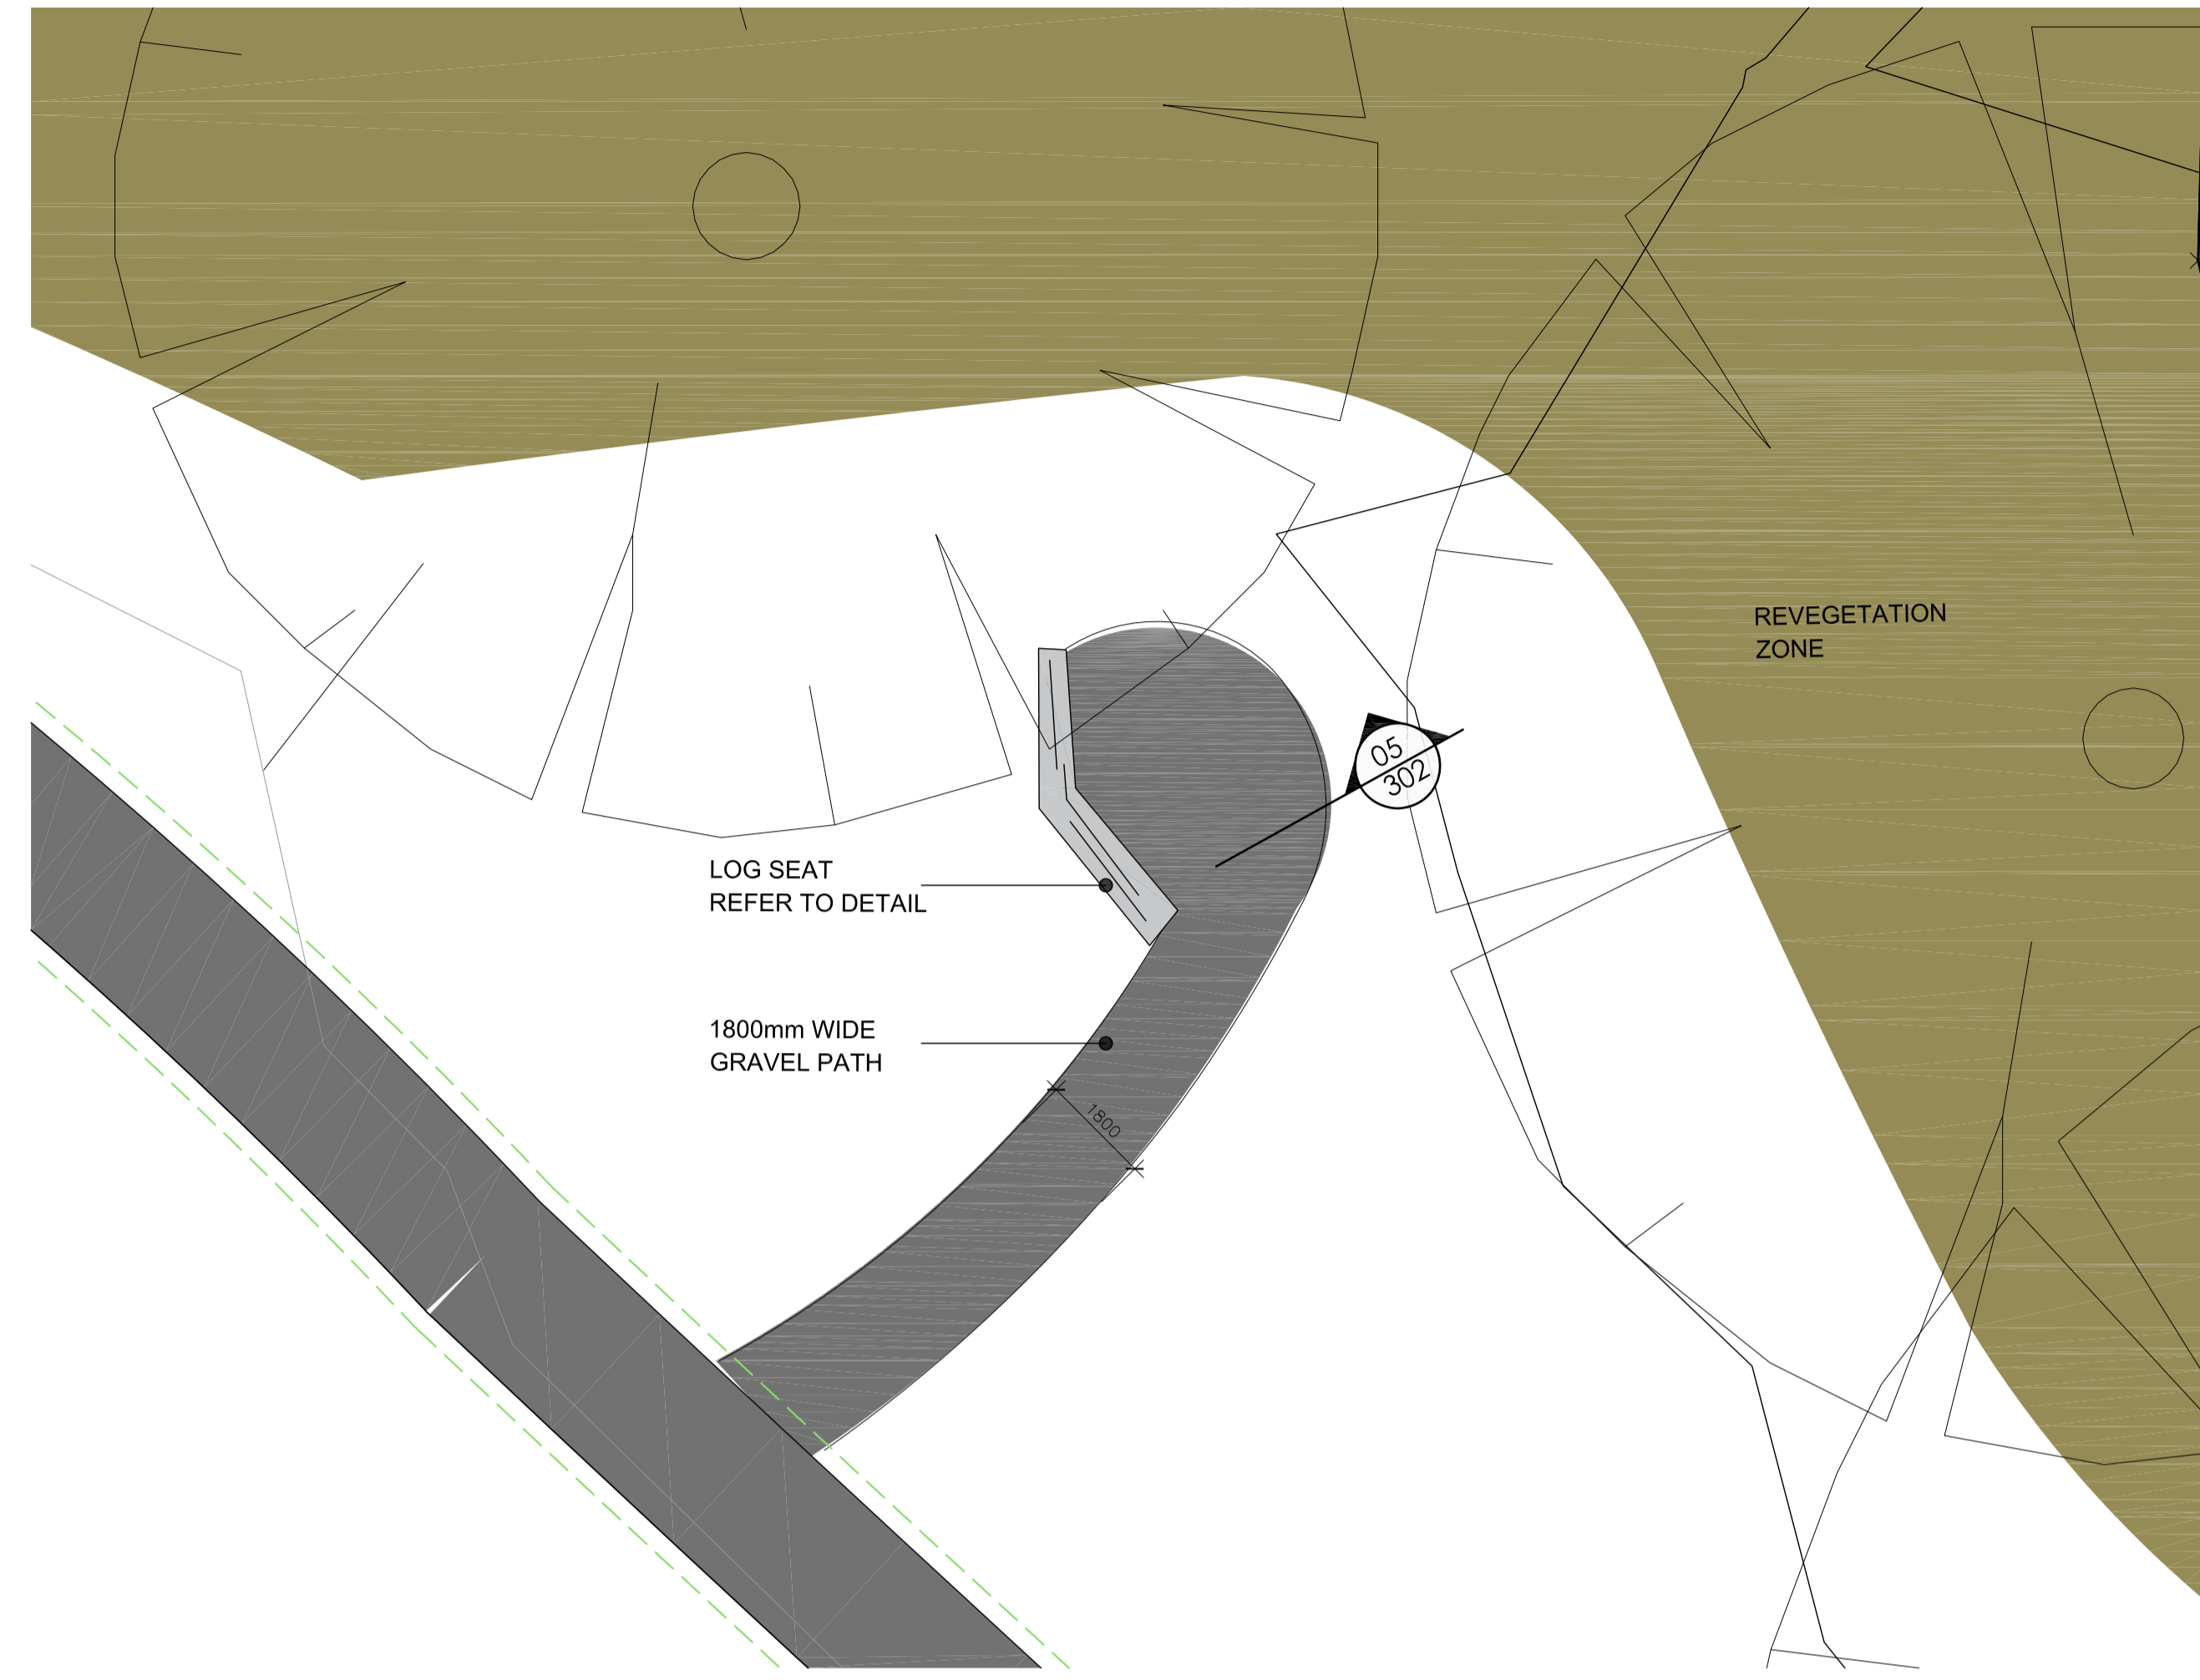 REVEGETATION
ZONE
05
302
LOG SEAT
REFER TO DETAIL
1800mm WIDE
GRAVEL PATH
1800